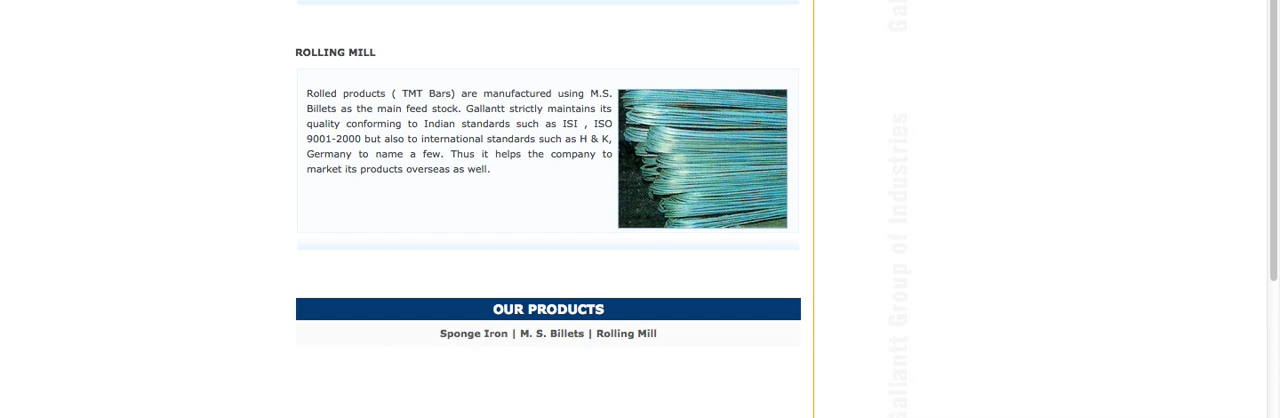 ROLLING MILL
Rolled products ( TMT Bars) are manufactured using M.S.
Billets as the main feed stock. Gallantt strictly maintains its
quality conforming to Indian standards such as ISI , ISO
9001-2000 but also to international standards such as H & K,
Germany to name a few. Thus it helps the company to
market its products overseas as well.
OUR PRODUCTS
Sponge Iron | M. S. Billets | Rolling Mill
Gallantt Group of Industries